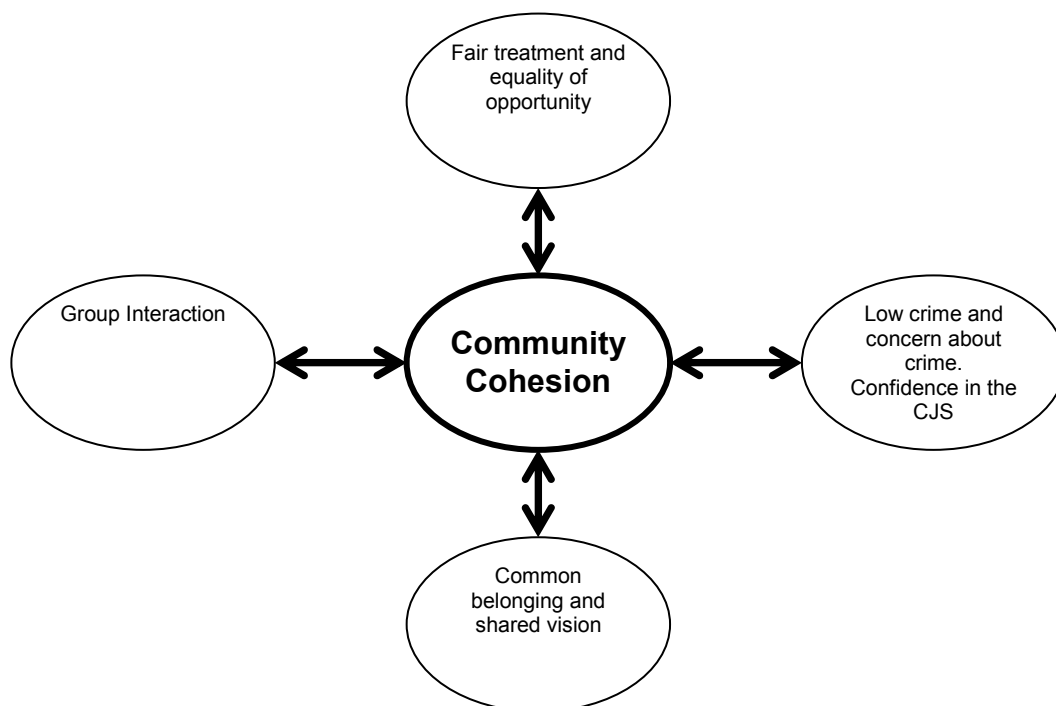 Fair treatment and
equality of
opportunity
Group Interaction
Community
Cohesion
Low crime and
concern about
crime.
Confidence in the
CJS
Common
belonging and
shared vision